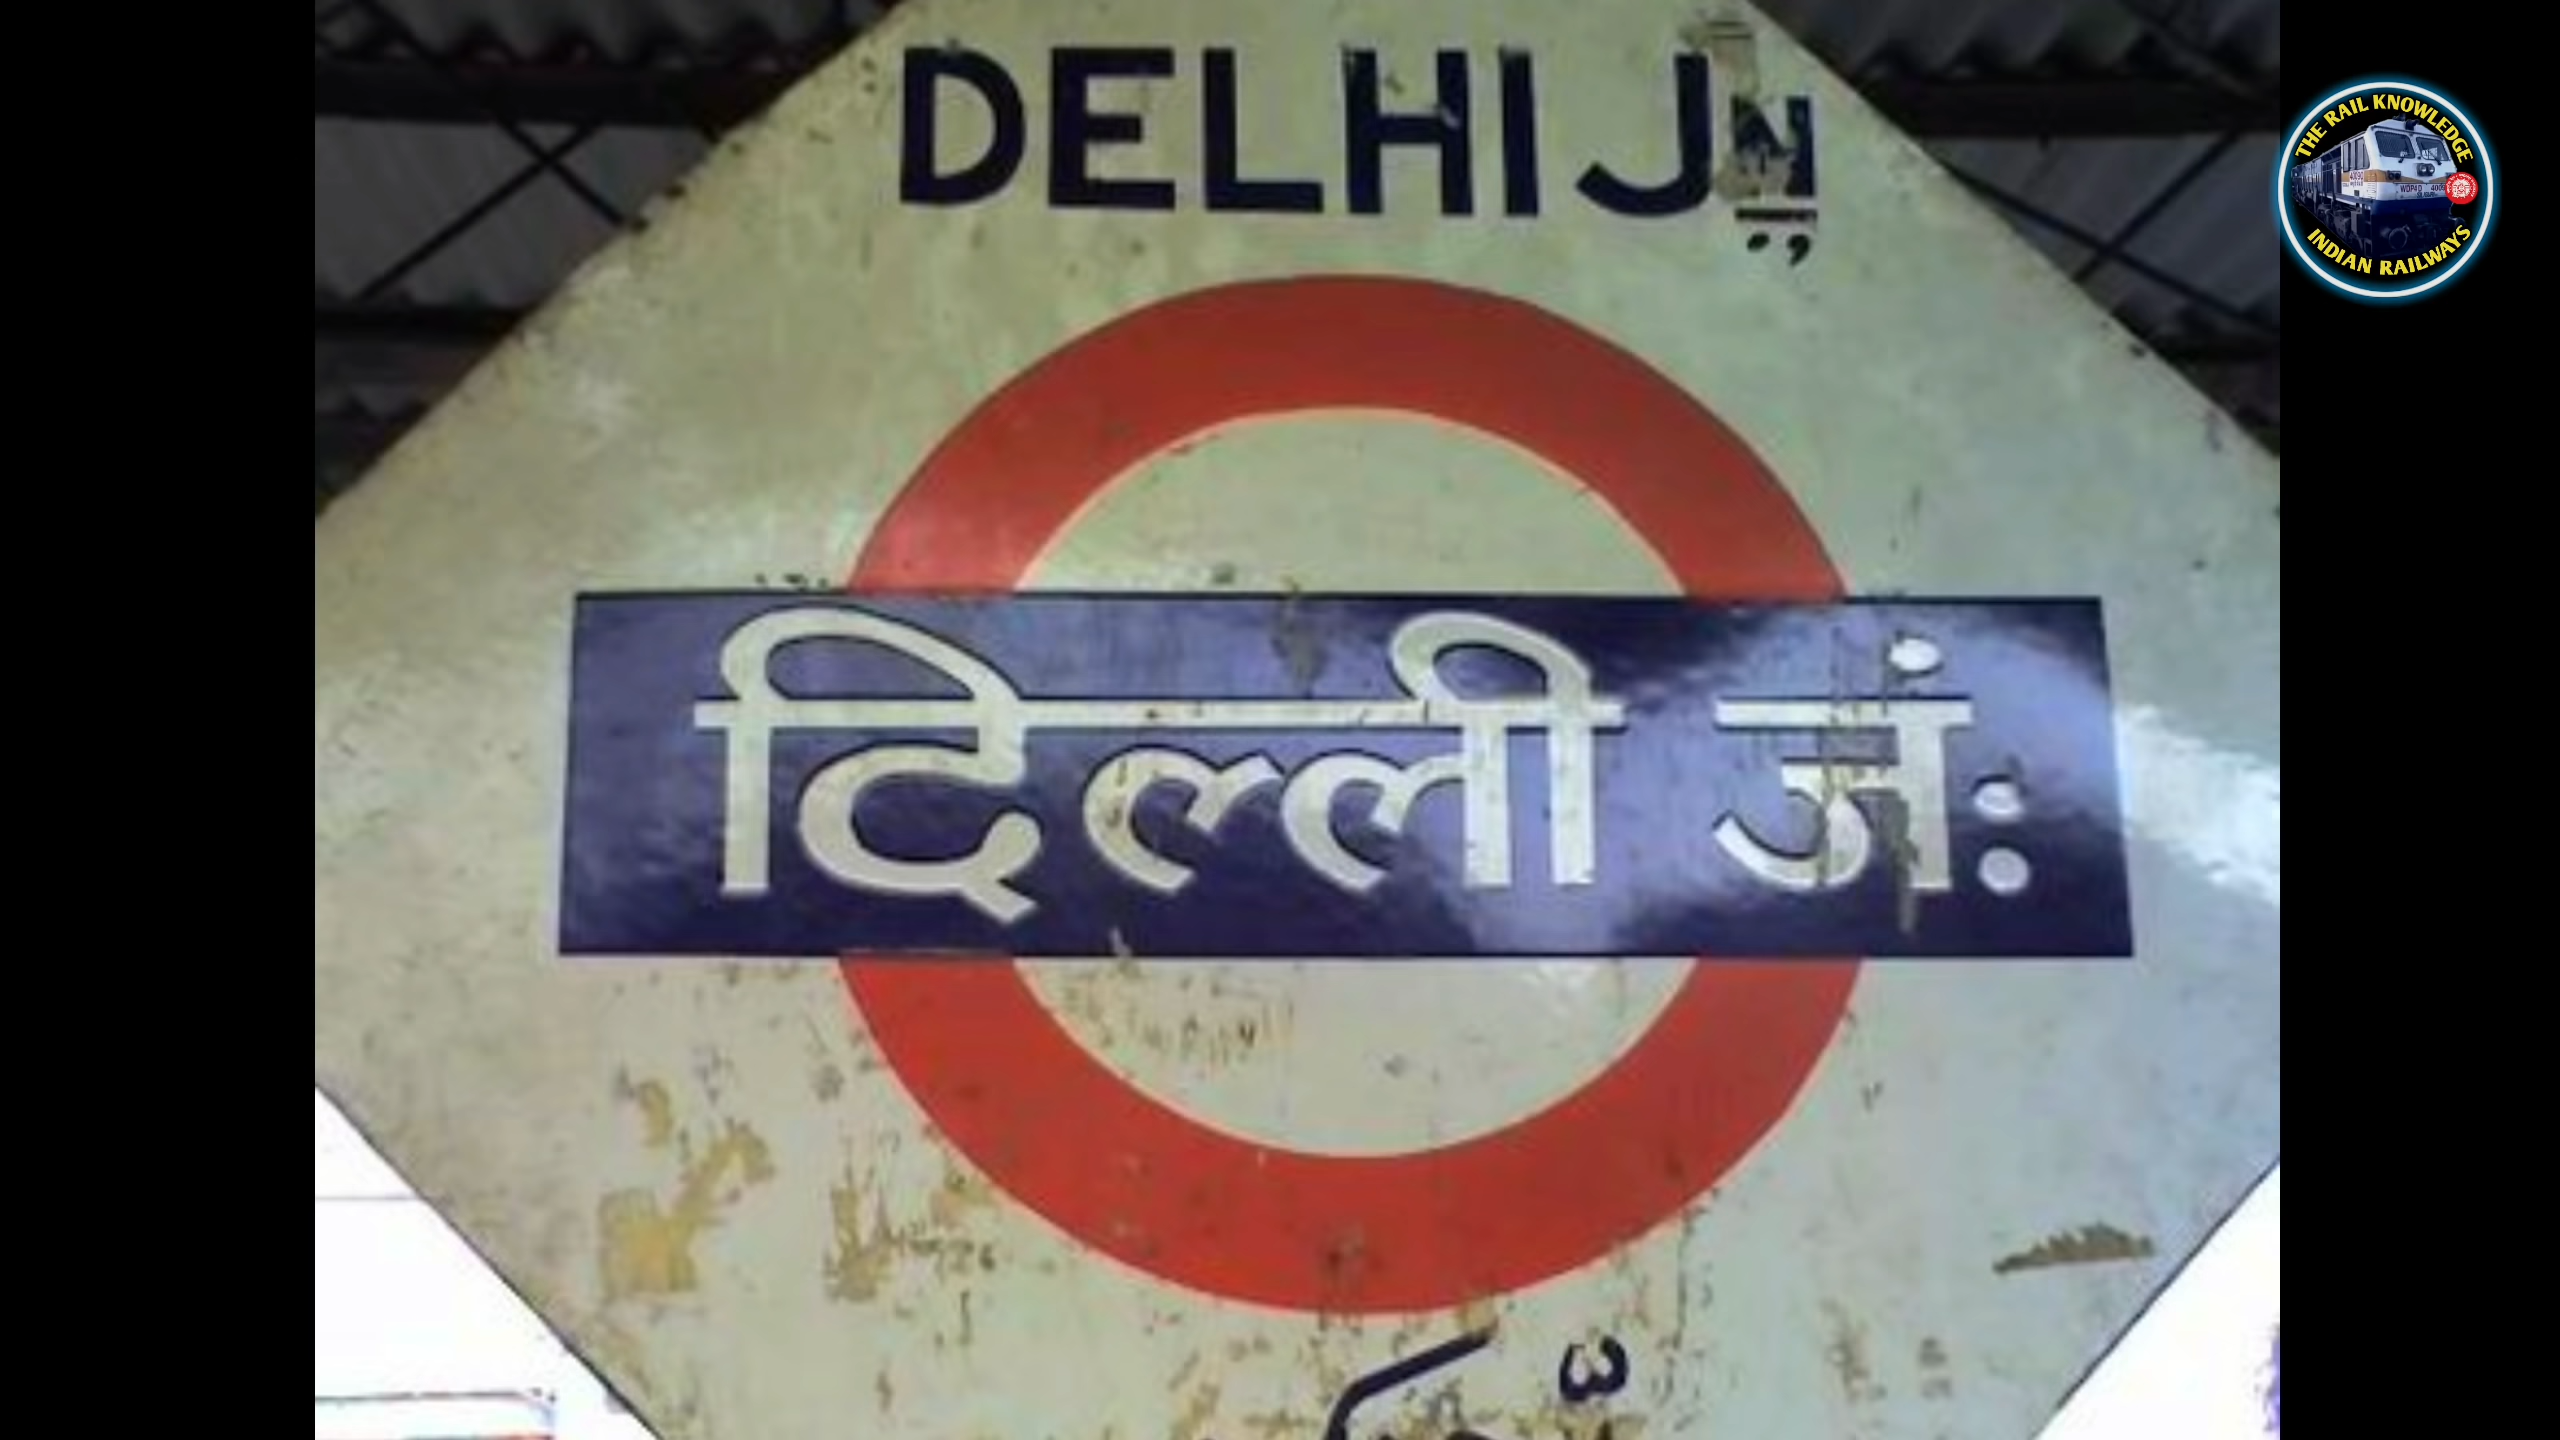 DELHI JN
दिल्ली जं:
THE RAIL KNOWLEDGE
INDIAN RAILWAYS